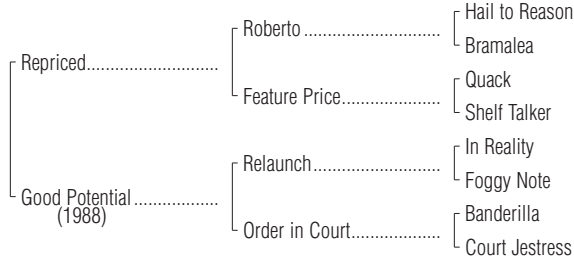 Hail to Reason
Roberto
Bramalea
Repriced
Quack
Feature Price
Shelf Talker
In Reality
Relaunch
Foggy Note
Good Potential
(1988)
Banderilla
Order in Court
Court Jestress